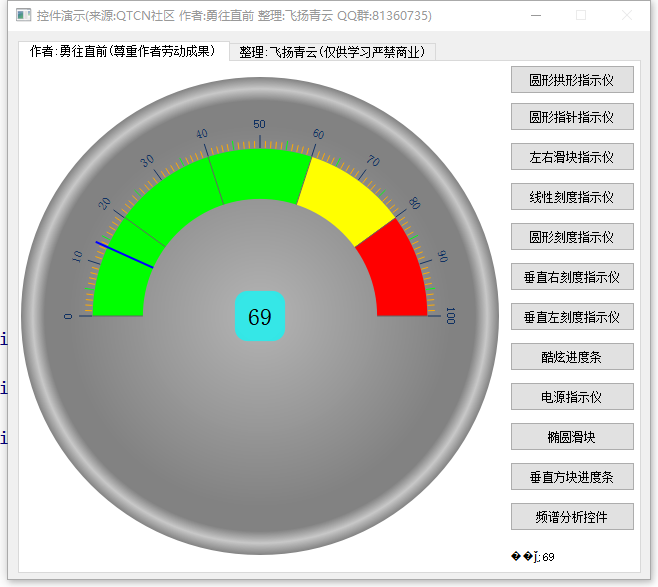 控件演示(来源:QTCN社区 作者:勇往直前 整理:飞扬青云 QQ群:81360735)
作者:勇往直前(尊重作者劳动成果)
整理:飞扬青云(仅供学习严禁商业)
0
10
20
30
40
50
60
70
80
90
100
69
圆形拱形指示仪
圆形指针指示仪
左右滑块指示仪
线性刻度指示仪
圆形刻度指示仪
垂直右刻度指示仪
垂直左刻度指示仪
酷炫进度条
电源指示仪
椭圆滑块
垂直方块进度条
频谱分析控件
i
i
i
69